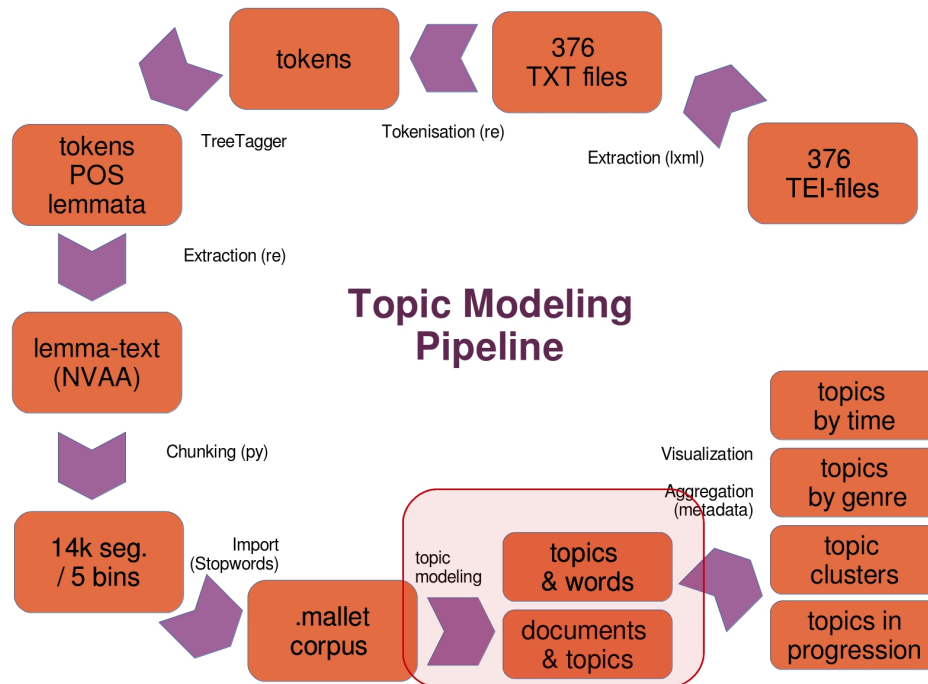 tokens
376
TXT files
TreeTagger
Tokenisation (re)
Extraction (lxml)
376
TEI-files
tokens
POS
lemmata
Extraction (re)
Topic Modeling
Pipeline
lemma-text
(NVAA)
Chunking (py)
14k seg.
/ 5 bins
Import
(Stopwords)
.mallet
corpus
topic
modeling
topics
& words
documents
& topics
Visualization
Aggregation
(metadata)
topics
by time
topics
by genre
topic
clusters
topics in
progression